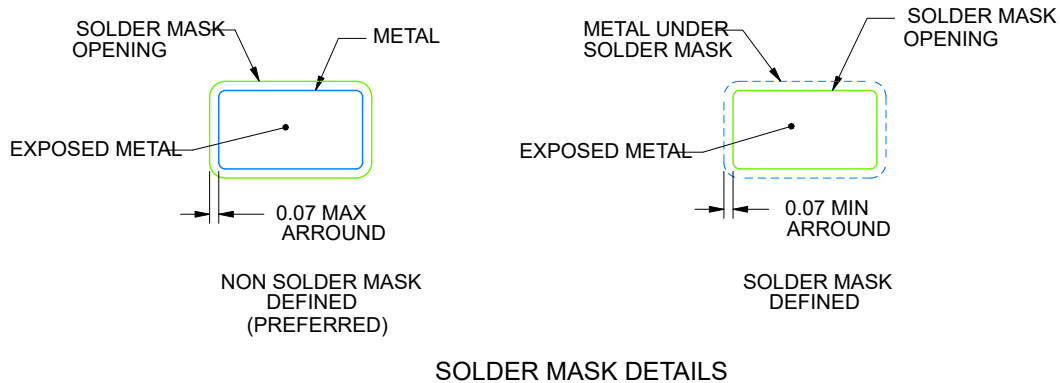 SOLDER MASK
OPENING
METAL
EXPOSED METAL
0.07 MAX
ARROUND
NON SOLDER MASK
DEFINED
(PREFERRED)
METAL UNDER
SOLDER MASK
SOLDER MASK
OPENING
EXPOSED METAL
0.07 MIN
ARROUND
SOLDER MASK
DEFINED
SOLDER MASK DETAILS